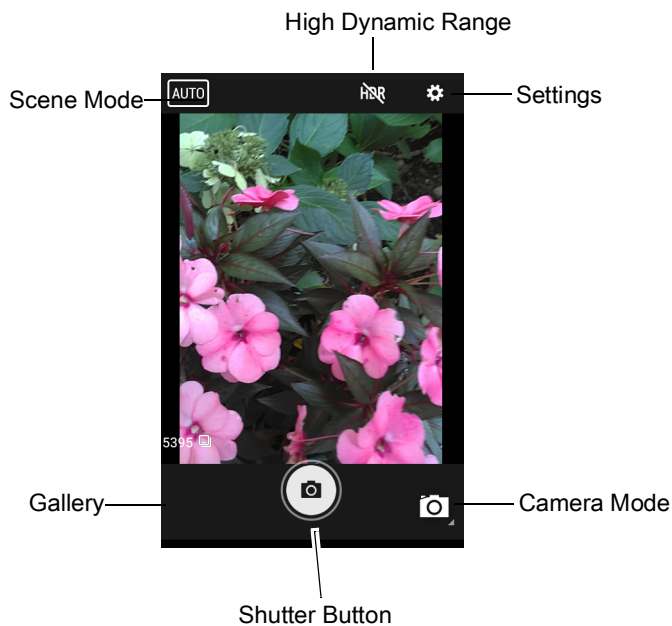 High Dynamic Range
Scene Mode
AUTO
HDR
Settings
5395
Gallery
Camera Mode
Shutter Button